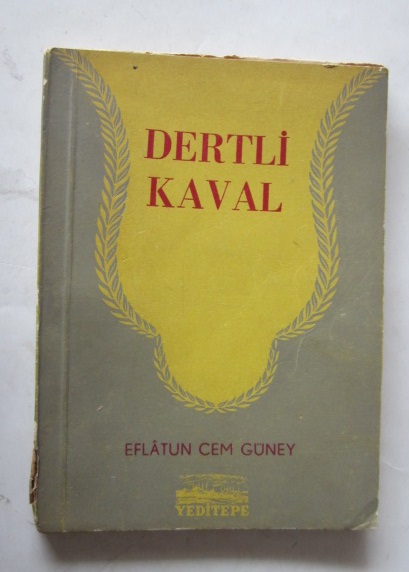 DERTLİ
KAVAL
EFLÂTUN CEM GÜNEY
YEDİTEPE